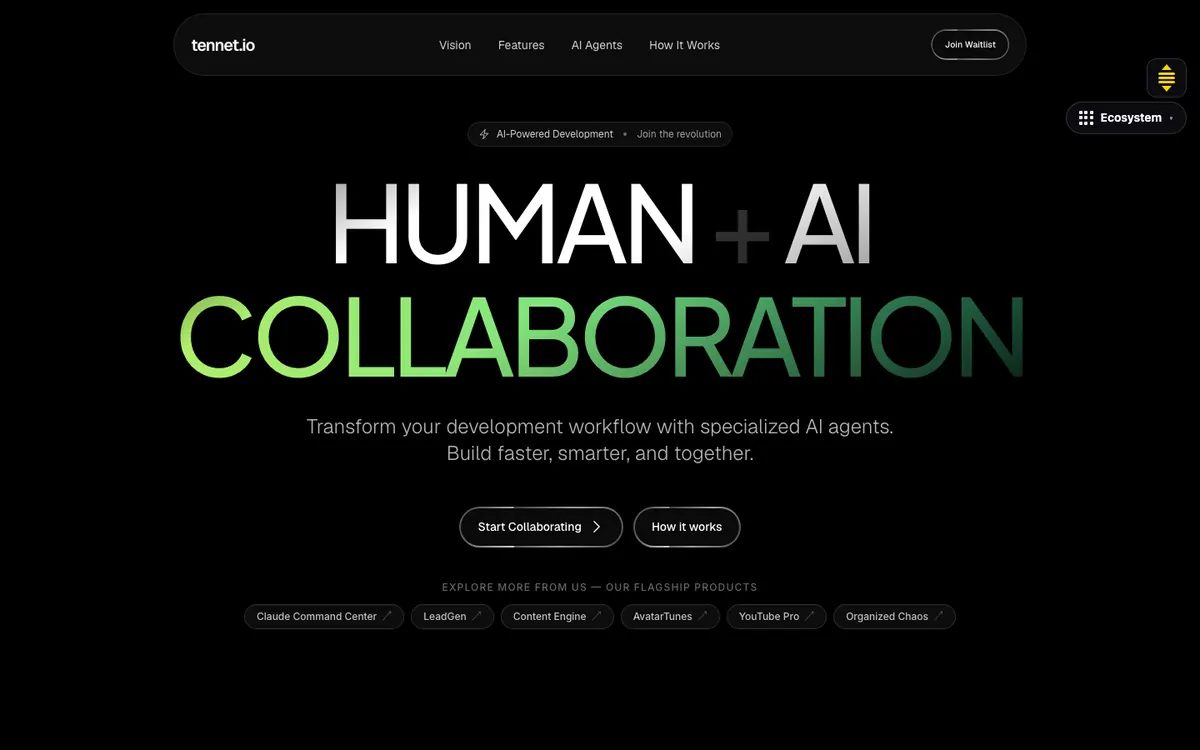 tennet.io
Vision
Features
AI Agents
How It Works
Join Waitlist
Ecosystem
AI-Powered Development • Join the revolution
HUMAN + AI
COLLABORATION
Transform your development workflow with specialized AI agents.
Build faster, smarter, and together.
Start Collaborating
How it works
EXPLORE MORE FROM US — OUR FLAGSHIP PRODUCTS
Claude Command Center
LeadGen
Content Engine
AvatarTunes
YouTube Pro
Organized Chaos